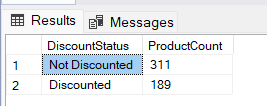 Results Messages
DiscountStatus ProductCount
1 Not Discounted 311
2 Discounted 189